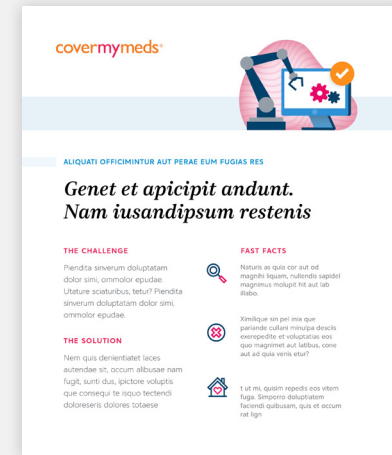 covermymeds®
ALIQUATI OFFICIMINTUR AUT PERAE EUM FUGIAS RES
Genet et apicipit andunt.
Nam iusandipsum restenis
THE CHALLENGE
Piendita sinverum doluptatam
dolor simi, ommolor epudae.
Utature sciaturibus, tetur? Piendita
sinverum doluptatam dolor simi,
ommolor epudae.
THE SOLUTION
Nem quis denientiatet laces
autendae sit, occum alibusae nam
fugit, sunti dus, ipictore voluptis
que consequi te isquo tectendi
doloreseris dolores totaese
FAST FACTS
Naturis as quia cor aut od
magnihi liquam, nullendis sapidel
magnimus molupit hit aut lab
illabo.
Ximilique sin pel inia que
pariande cullani minulpa descils
exerepedite et voluptatias eos
quo magnimet aut latibus, cone
aut ad quia venis etur?
t ut mi, quisim repedis eos vitem
fuga. Simporro doluptiatem
faciendi quibusam, quis et occum
rat lign